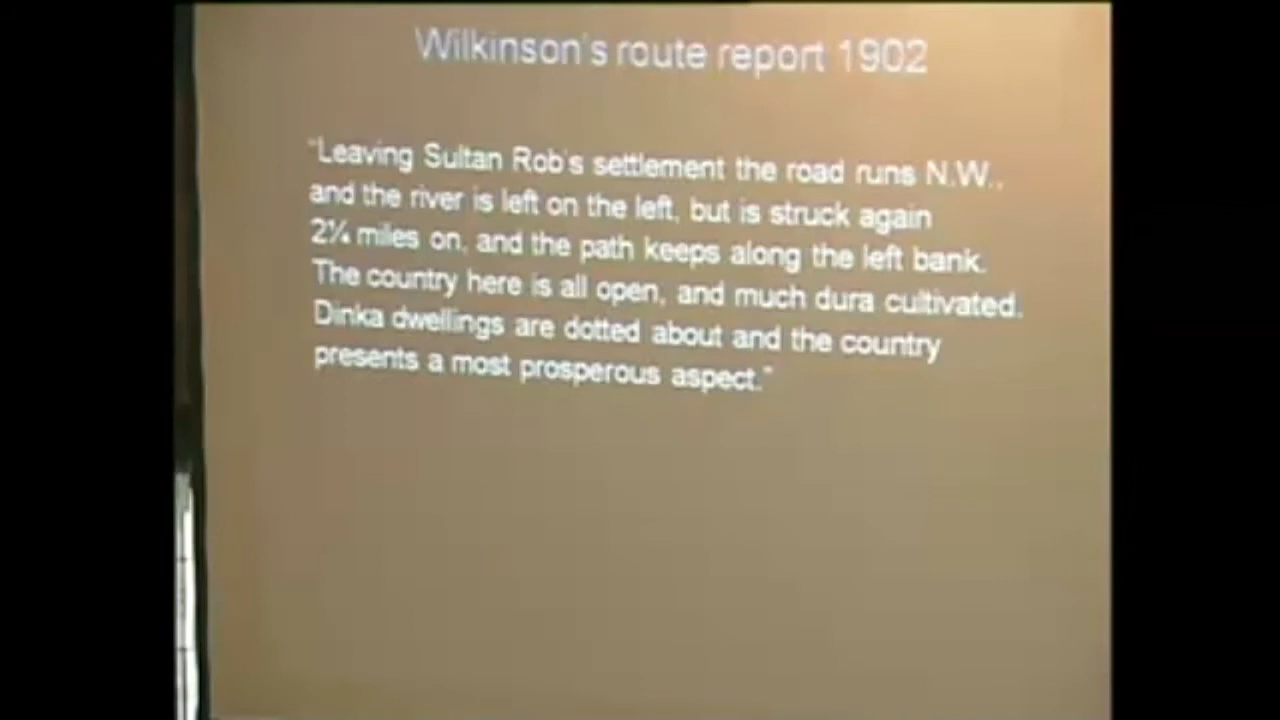 Wilkinson's route report 1902
"Leaving Sultan Rob's settlement the road runs N.W.,
and the river is left on the left, but is struck again
2¼ miles on, and the path keeps along the left bank.
The country here is all open, and much dura cultivated.
Dinka dwellings are dotted about and the country
presents a most prosperous aspect."